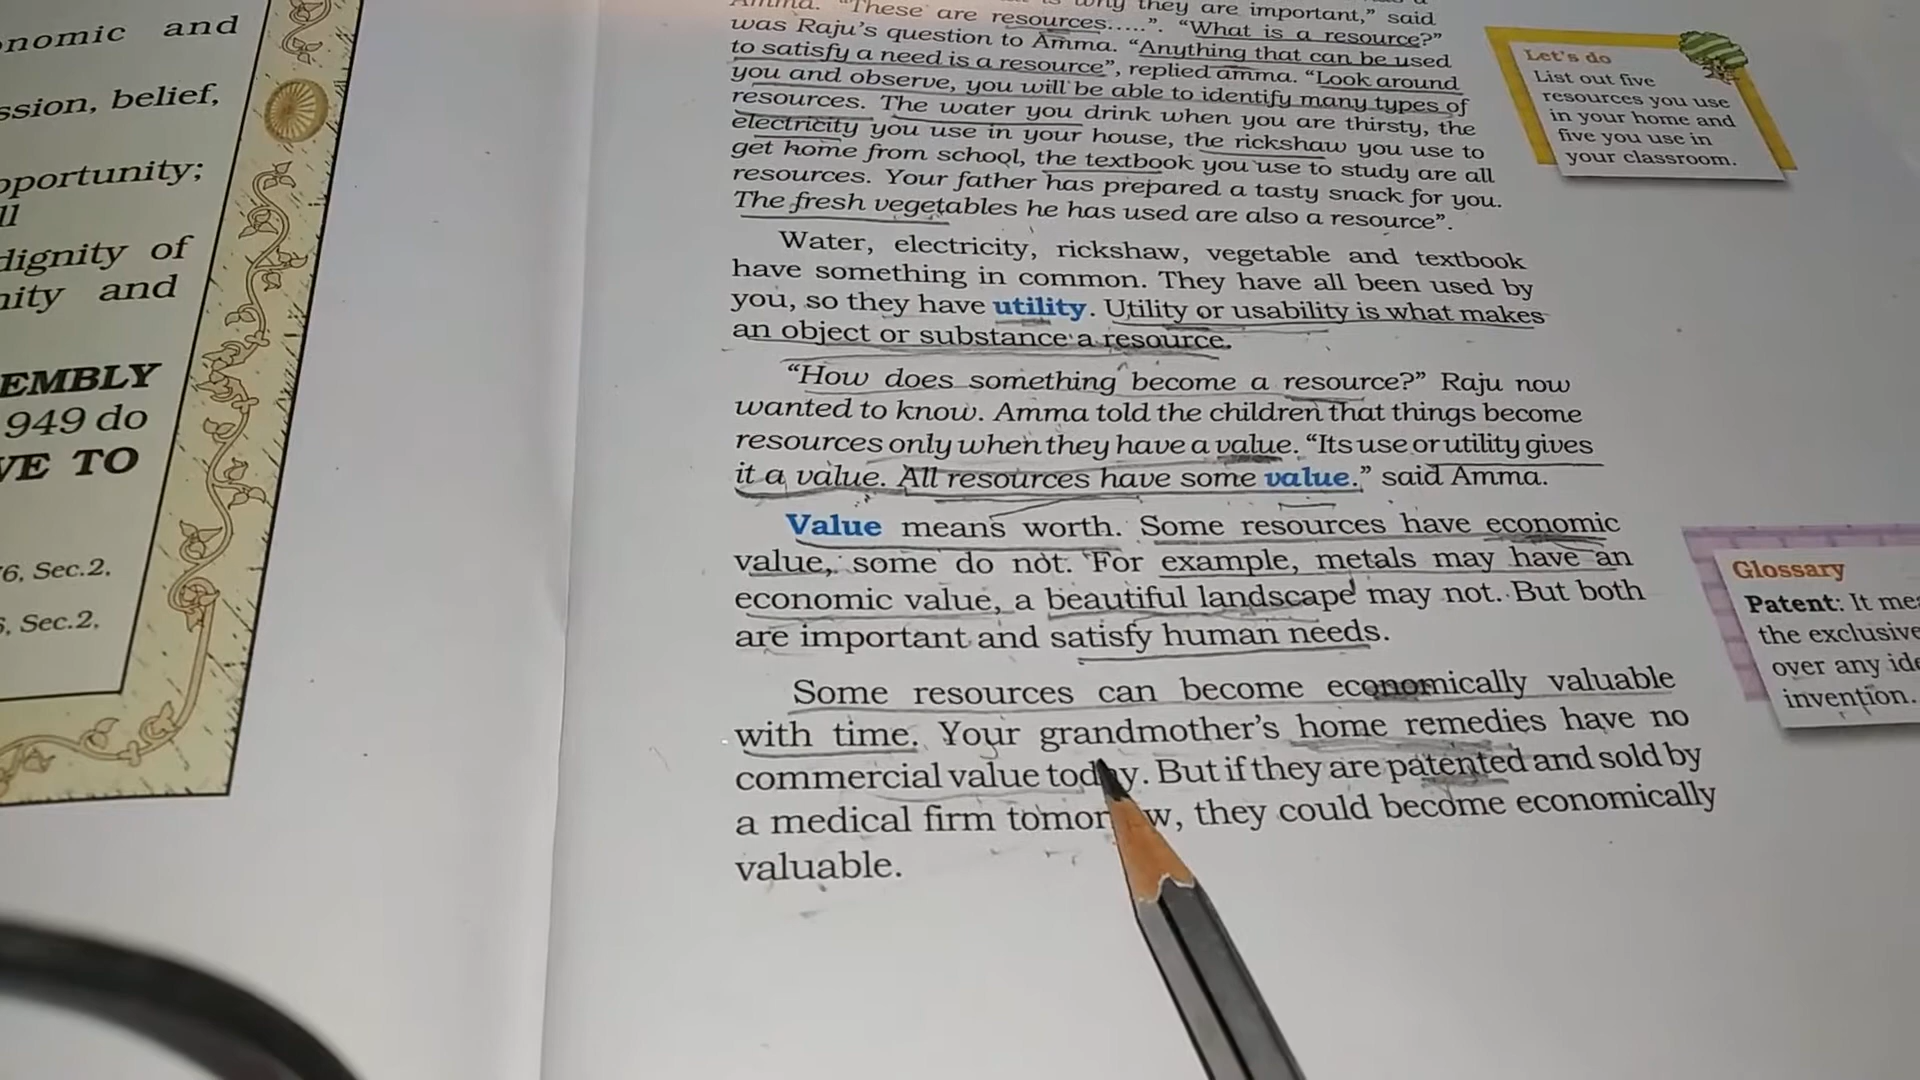 nomic and
ssion, belief,
pportunity;
ll
dignity of
nity and
EMBLY
1949 do
VE TO
6, Sec.2,
6, Sec.2,
Amma. “These are resources.....”. “What is a resource?”
why they are important,” said
was Raju’s question to Amma. “Anything that can be used
to satisfy a need is a resource”, replied amma. “Look around
you and observe, you will be able to identify many types of
resources. The water you drink when you are thirsty, the
electricity you use in your house, the rickshaw you use to
get home from school, the textbook you use to study are all
resources. Your father has prepared a tasty snack for you.
The fresh vegetables he has used are also a resource”.
Water, electricity, rickshaw, vegetable and textbook
have something in common. They have all been used by
you, so they have utility. Utility or usability is what makes
an object or substance a resource.
“How does something become a resource?” Raju now
wanted to know. Amma told the children that things become
resources only when they have a value. “Its use or utility gives
it a value. All resources have some value.” said Amma.
Value means worth. Some resources have economic
value, some do not. For example, metals may have an
economic value, a beautiful landscape may not. But both
are important and satisfy human needs.
Some resources can become economically valuable
with time. Your grandmother’s home remedies have no
commercial value today. But if they are patented and sold by
a medical firm tomorrow, they could become economically
valuable.
Let’s do
List out five
resources you use
in your home and
five you use in
your classroom.
Glossary
Patent: It me
the exclusive
over any ide
invention.